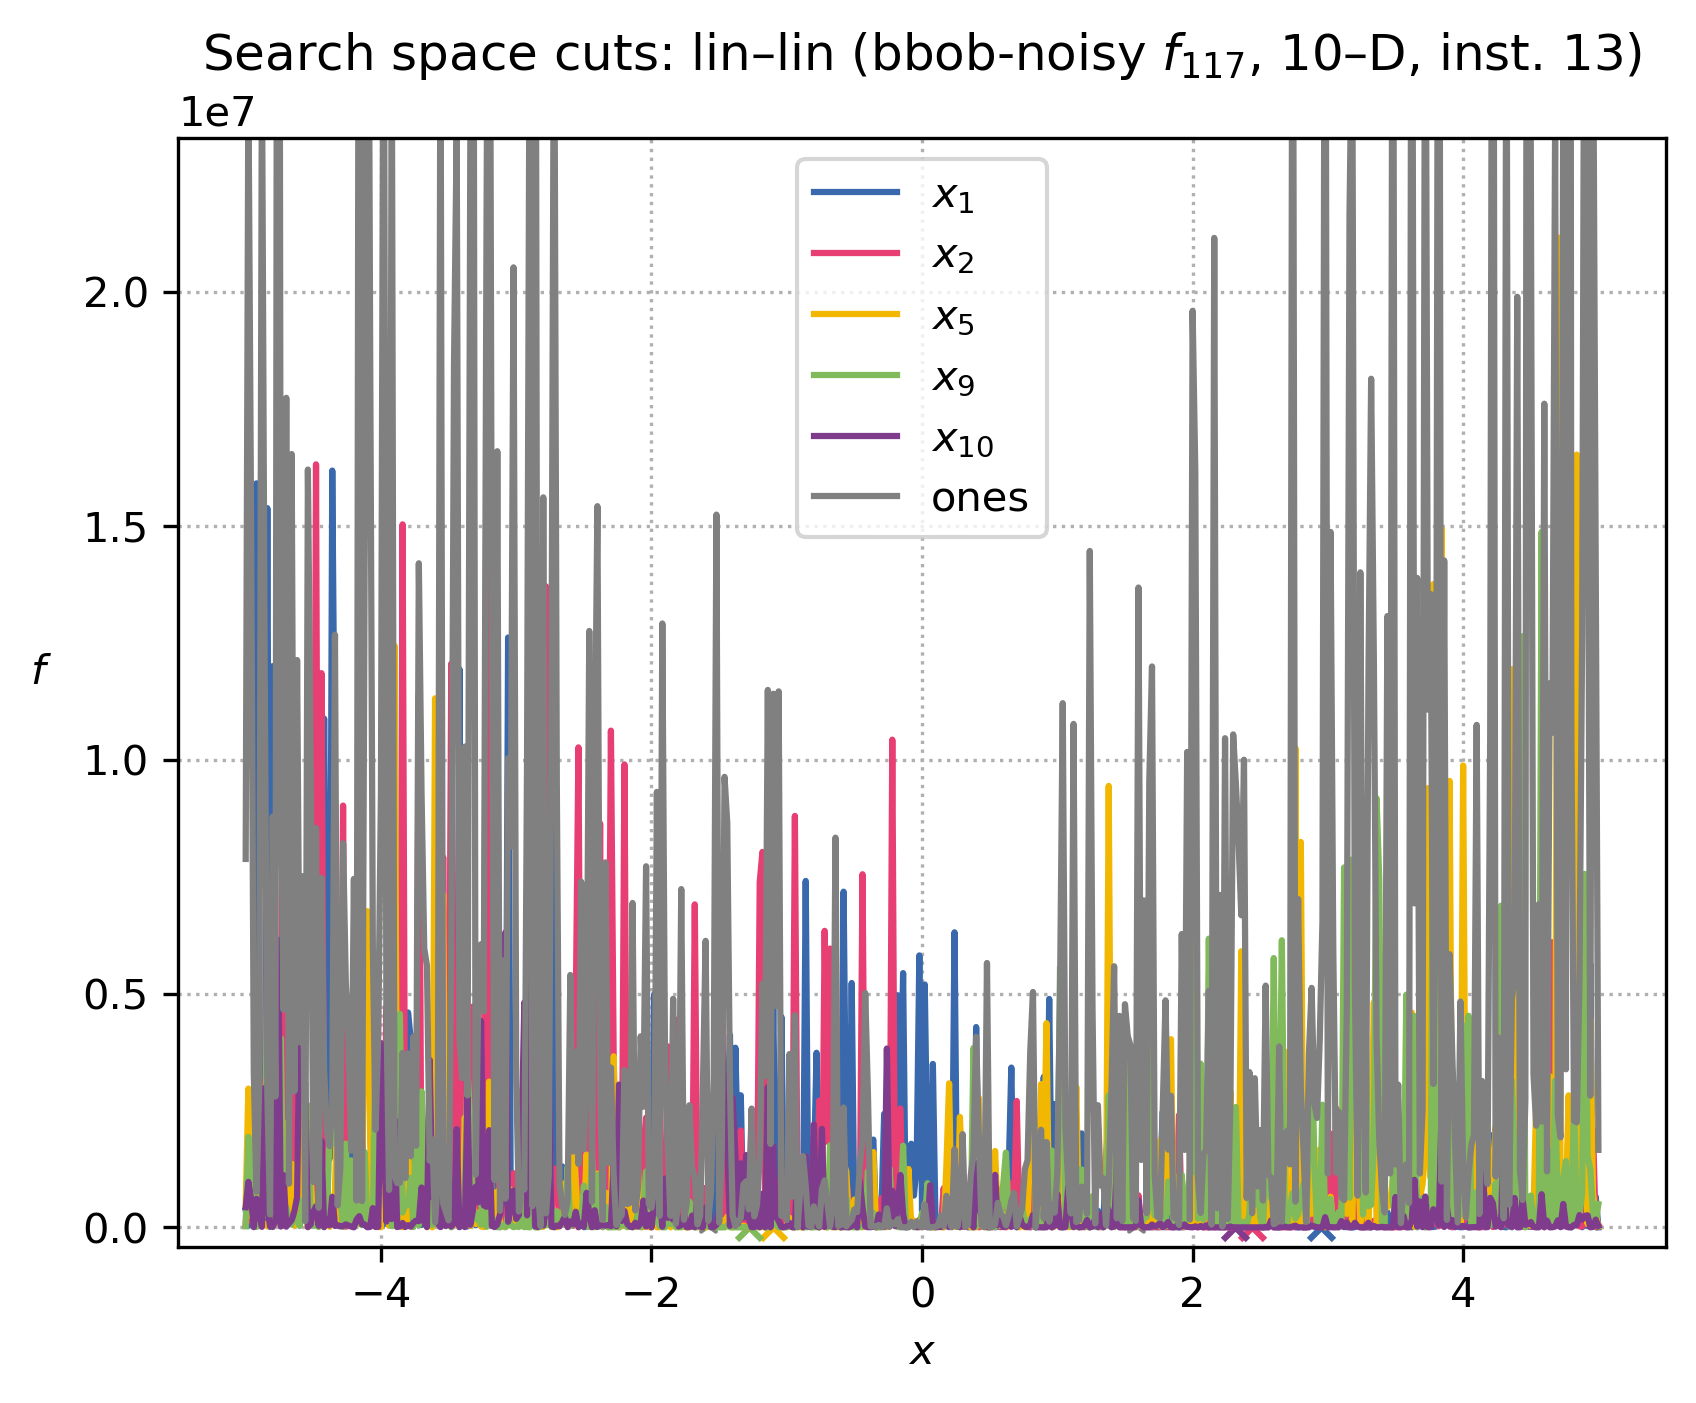 Search space cuts: lin–lin (bbob-noisy f₁₁₇, 10–D, inst. 13)
1e7
x₁
x₂
x₅
x₉
x₁₀
ones
2.0
1.5
1.0
0.5
0.0
f
−4 −2 0 2 4
x